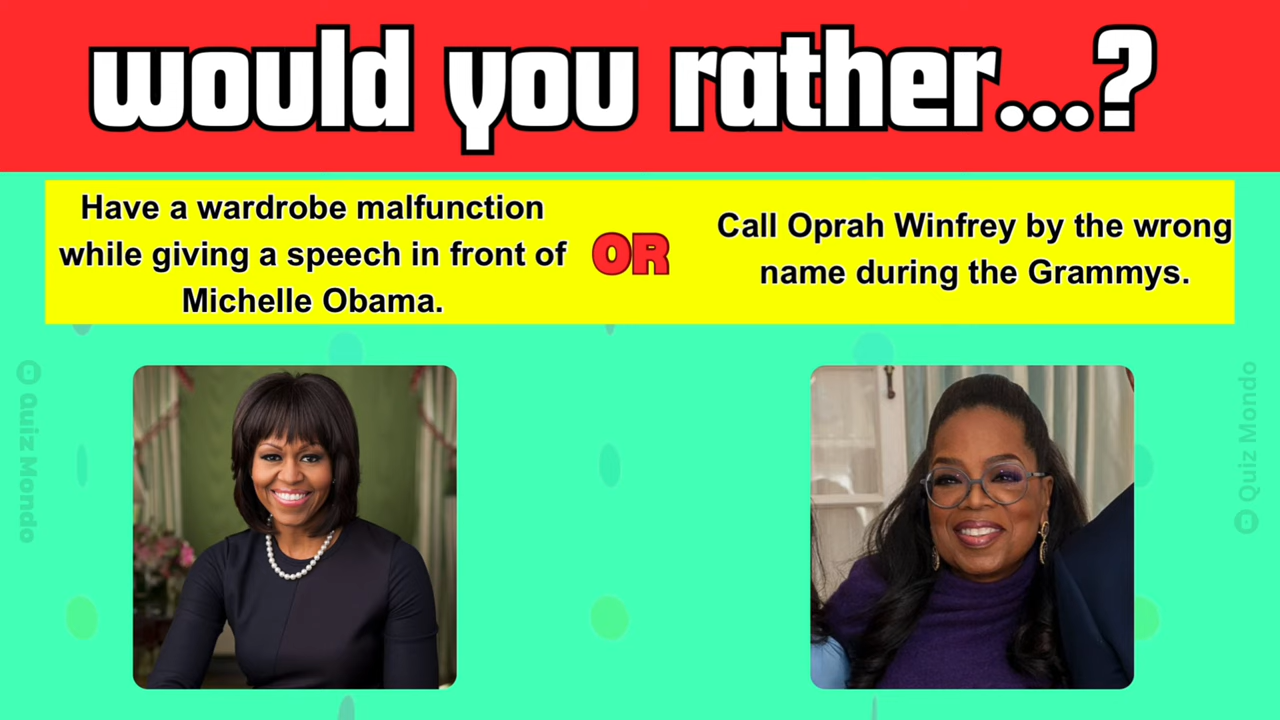 would you rather...?
Have a wardrobe malfunction
while giving a speech in front of
Michelle Obama.
OR
Call Oprah Winfrey by the wrong
name during the Grammys.
Quiz Mondo
Quiz Mondo